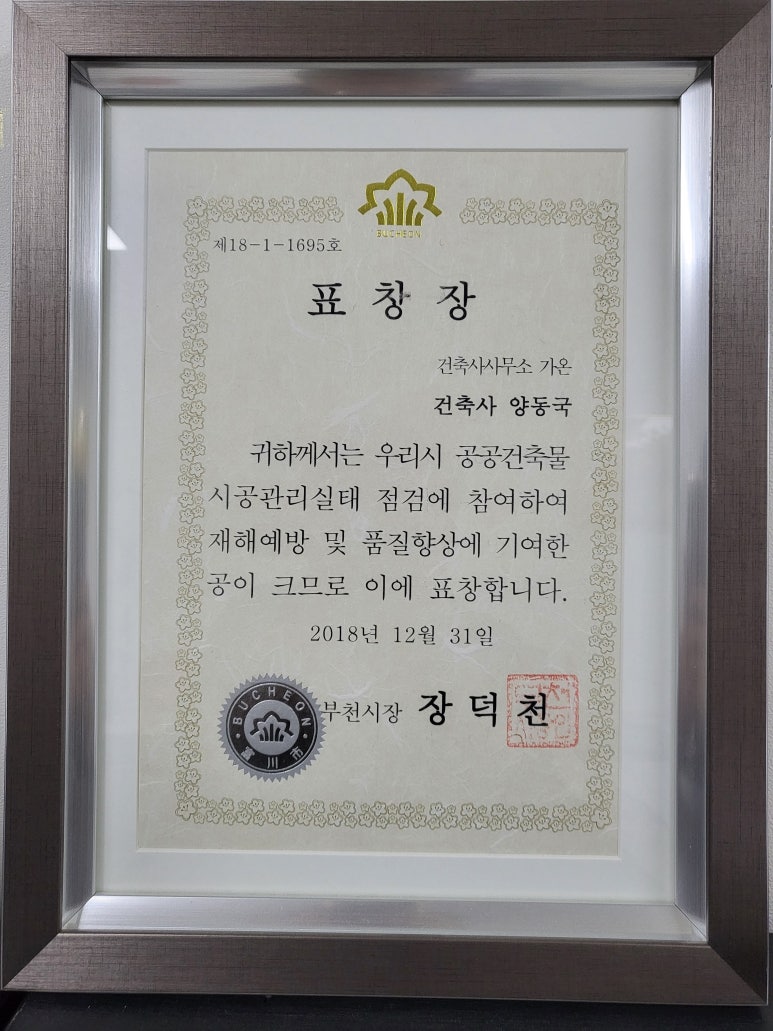 BUCHEON
제18-1-1695호
표창장
건축사사무소 가온
건축사 양동국
귀하께서는 우리시 공공건축물
시공관리실태 점검에 참여하여
재해예방 및 품질향상에 기여한
공이 크므로 이에 표창합니다.
2018년 12월 31일
부천시장 장덕천
BUCHEON
富川市